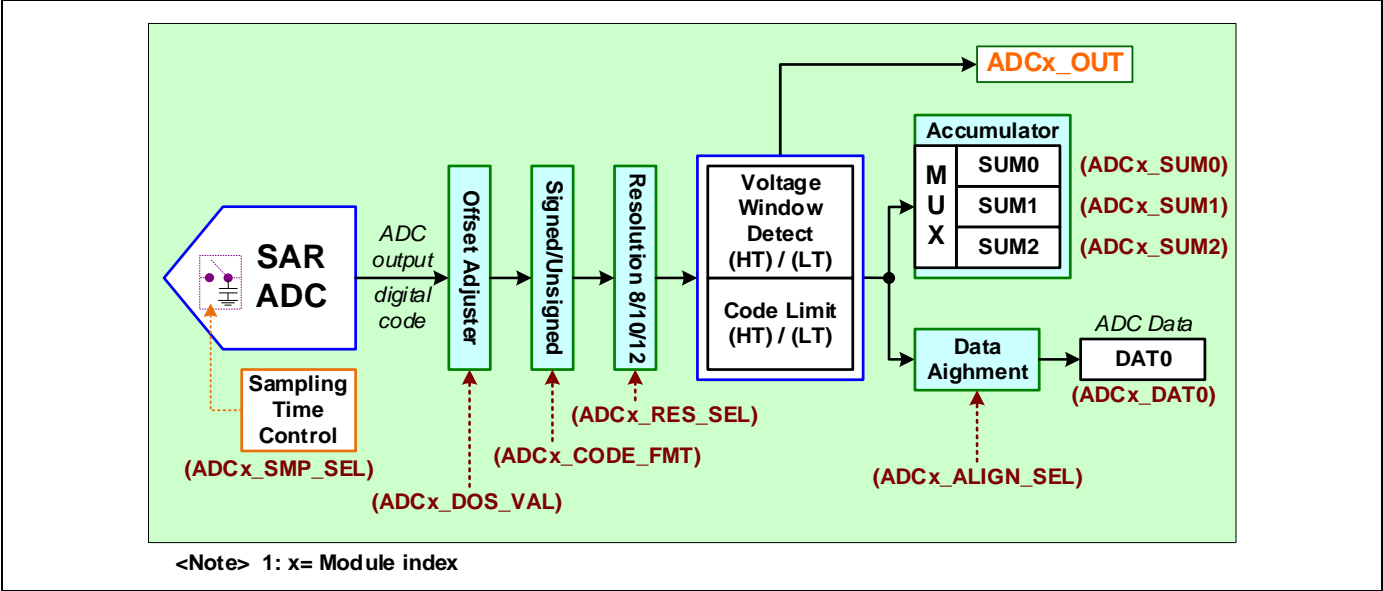 ADCx_OUT
SAR
ADC
ADC
output
digital
code
Offset Adjuster
Signed/Unsigned
Resolution 8/10/12
Voltage
Window
Detect
(HT) / (LT)
Code Limit
(HT) / (LT)
Accumulator
M
U
X
SUM0
SUM1
SUM2
(ADCx_SUM0)
(ADCx_SUM1)
(ADCx_SUM2)
Data
Aighment
ADC Data
DAT0
(ADCx_DAT0)
Sampling
Time
Control
(ADCx_SMP_SEL)
(ADCx_RES_SEL)
(ADCx_CODE_FMT)
(ADCx_DOS_VAL)
(ADCx_ALIGN_SEL)
<Note> 1: x= Module index